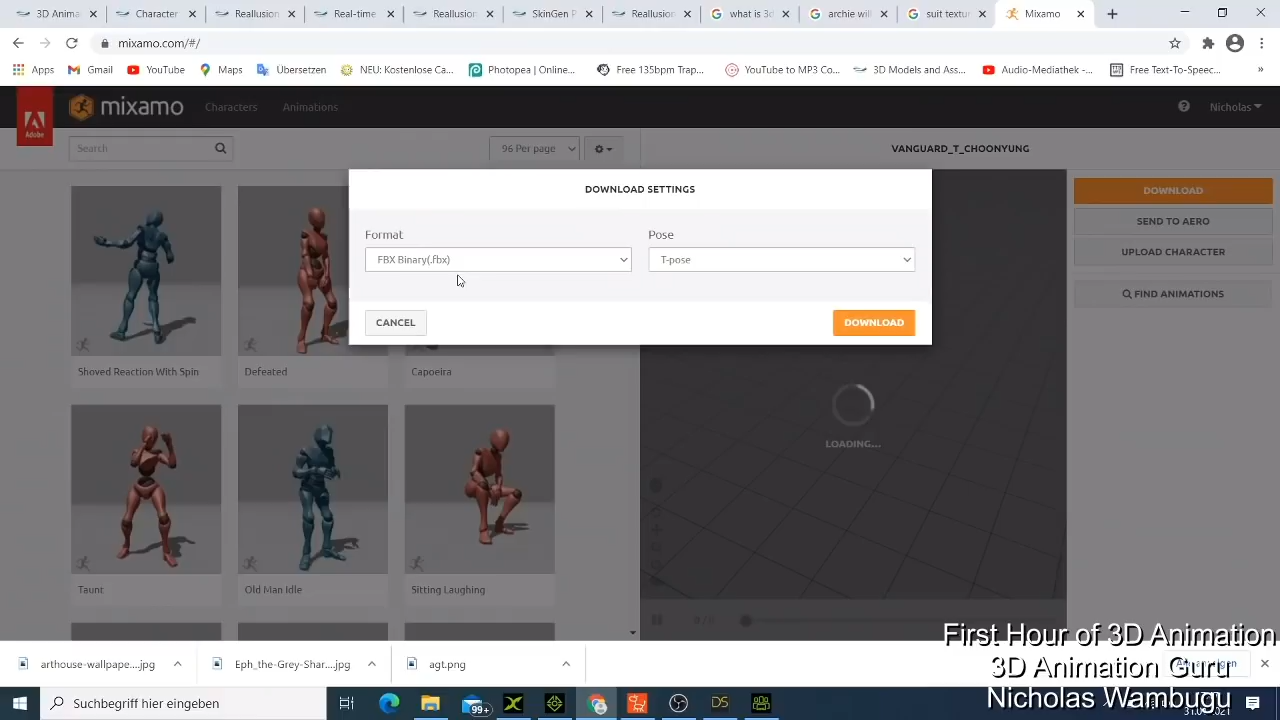 3D Anima
Character
Reallusion
Real-time
Reallusion
SkinGen P
Reallusion
what is 3d
archie will
suit textur
Mixamo
mixamo.com/#/
Apps
Gmail
YouTube
Maps
Übersetzen
NEU: Kostenlose Ca...
Photopea | Online...
Free 135bpm Trap...
YouTube to MP3 Co...
3D Models and Ass...
Audio-Mediathek -...
Free Text-To-Speec...
»
Adobe
mixamo
Characters
Animations
Nicholas
Search
96 Per page
VANGUARD_T_CHOONYUNG
DOWNLOAD SETTINGS
Format
Pose
FBX Binary(.fbx)
T-pose
CANCEL
DOWNLOAD
DOWNLOAD
SEND TO AERO
UPLOAD CHARACTER
FIND ANIMATIONS
Shoved Reaction With Spin
Defeated
Capoeira
LOADING...
Taunt
Old Man Idle
Sitting Laughing
First Hour of 3D Animation
3D Animation Guru
Nicholas Wambugu
arthouse-wallpape....jpg
Eph_the-Grey-Shar....jpg
agt.png
Suchbegriff hier eingeben
99+
DS